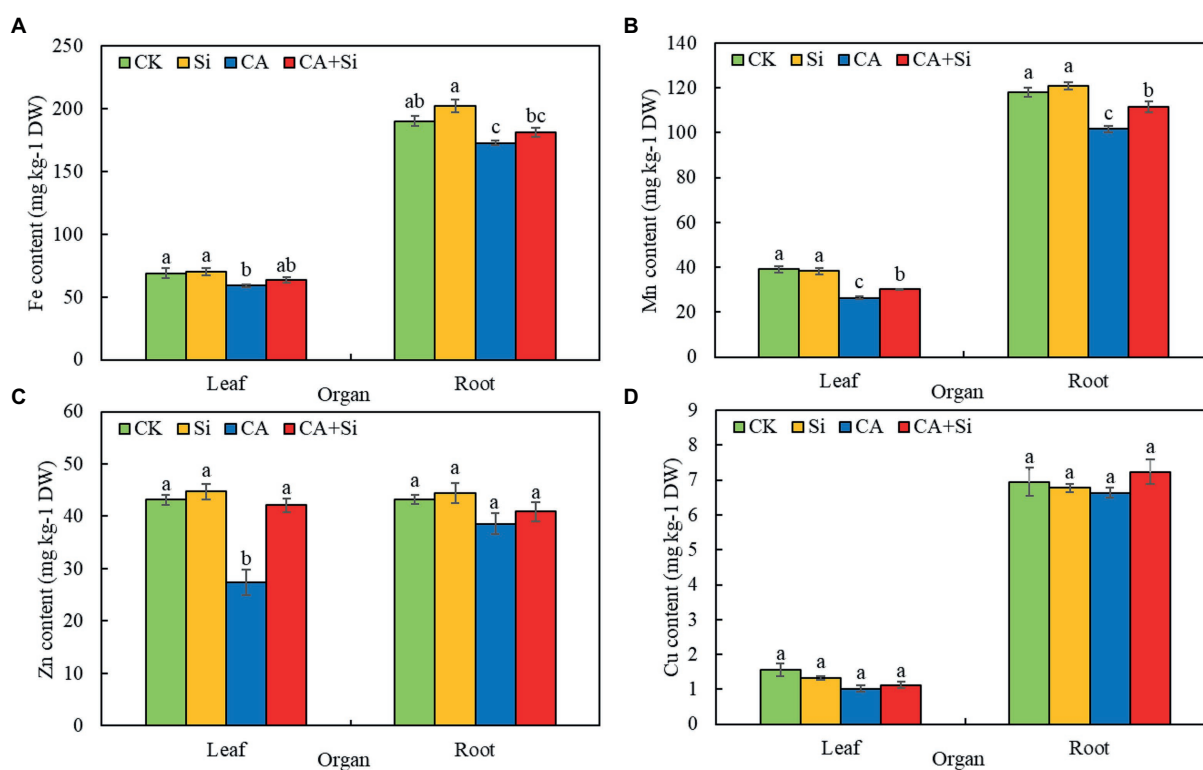 A
250
200
150
100
50
0
Fe content (mg kg-1 DW)
CK Si CA CA+Si
a a b ab
ab a c bc
Leaf Organ Root
B
140
120
100
80
60
40
20
0
Mn content (mg kg-1 DW)
CK Si CA CA+Si
a a c b
a a c b
Leaf Organ Root
C
60
50
40
30
20
10
0
Zn content (mg kg-1 DW)
CK Si CA CA+Si
a a b a
a a a a
Leaf Organ Root
D
9
8
7
6
5
4
3
2
1
0
Cu content (mg kg-1 DW)
CK Si CA CA+Si
a a a a
a a a a
Leaf Organ Root